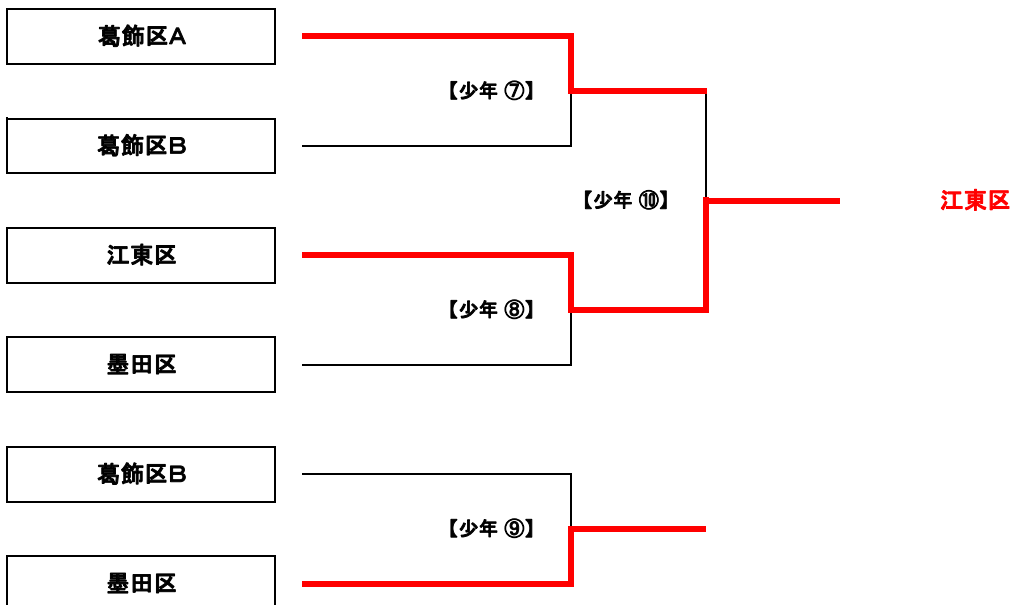 葛飾区A
【少年 ⑦】
葛飾区B
【少年 ⑩】
江東区
江東区
【少年 ⑧】
墨田区
葛飾区B
【少年 ⑨】
墨田区